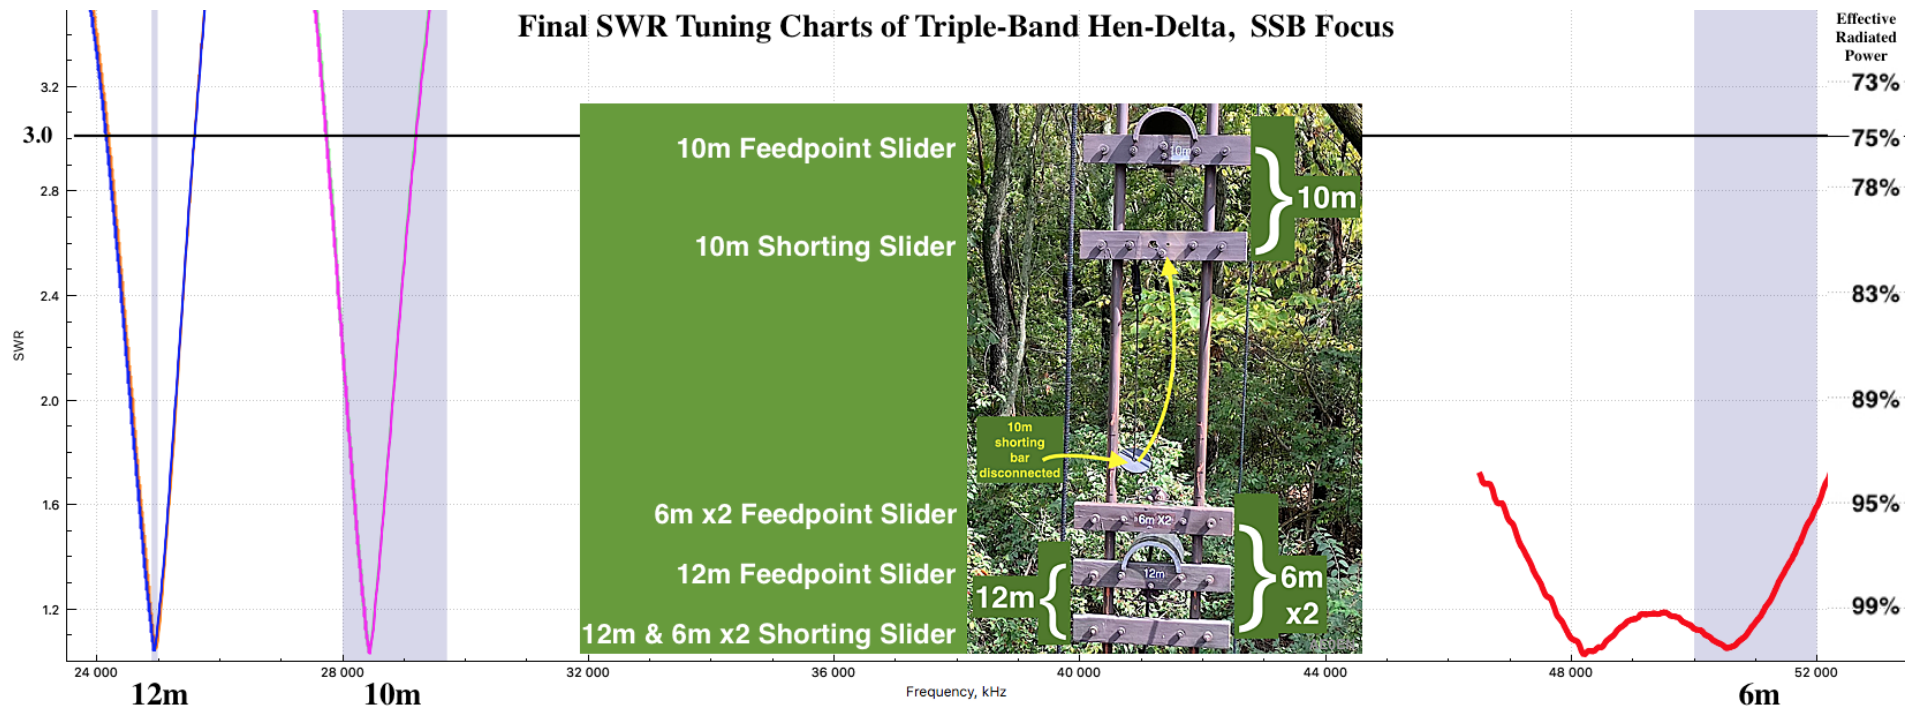 Final SWR Tuning Charts of Triple-Band Hen-Delta, SSB Focus
Effective
Radiated
Power
3.2
73%
3.0
75%
2.8
78%
2.4
83%
SWR
2.0
89%
1.6
95%
1.2
99%
10m Feedpoint Slider
10m Shorting Slider
6m x2 Feedpoint Slider
12m Feedpoint Slider
12m & 6m x2 Shorting Slider
10m
10m
10m
shorting
bar
disconnected
6m X2
12m
12m
6m
x2
24 000
28 000
32 000
36 000
40 000
44 000
48 000
52 000
12m
10m
Frequency, kHz
6m